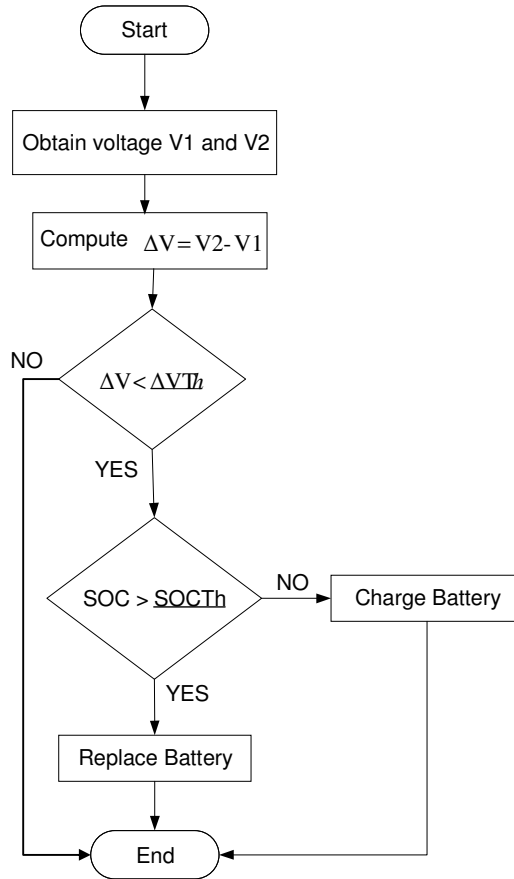 Start
Obtain voltage V1 and V2
Compute ΔV = V2- V1
NO
ΔV < ΔVTh
YES
SOC > SOCTh
NO
Charge Battery
YES
Replace Battery
End